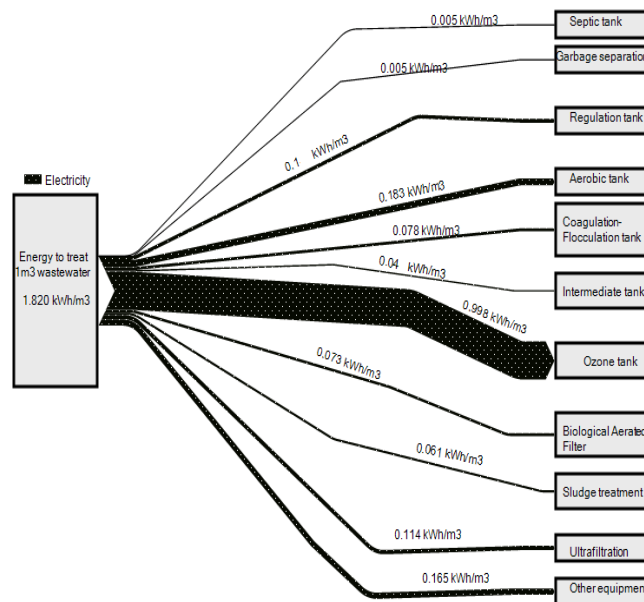 0.005 kWh/m3
Septic tank
0.005 kWh/m3
Garbage separation
0.1 kWh/m3
Regulation tank
Electricity
0.183 kWh/m3
Aerobic tank
Energy to treat
1m3 wastewater
1.820 kWh/m3
0.078 kWh/m3
Coagulation-
Flocculation tank
0.04 kWh/m3
Intermediate tank
0.998 kWh/m3
Ozone tank
0.073 kWh/m3
Biological Aerated
Filter
0.061 kWh/m3
Sludge treatment
0.114 kWh/m3
Ultrafiltration
0.165 kWh/m3
Other equipment